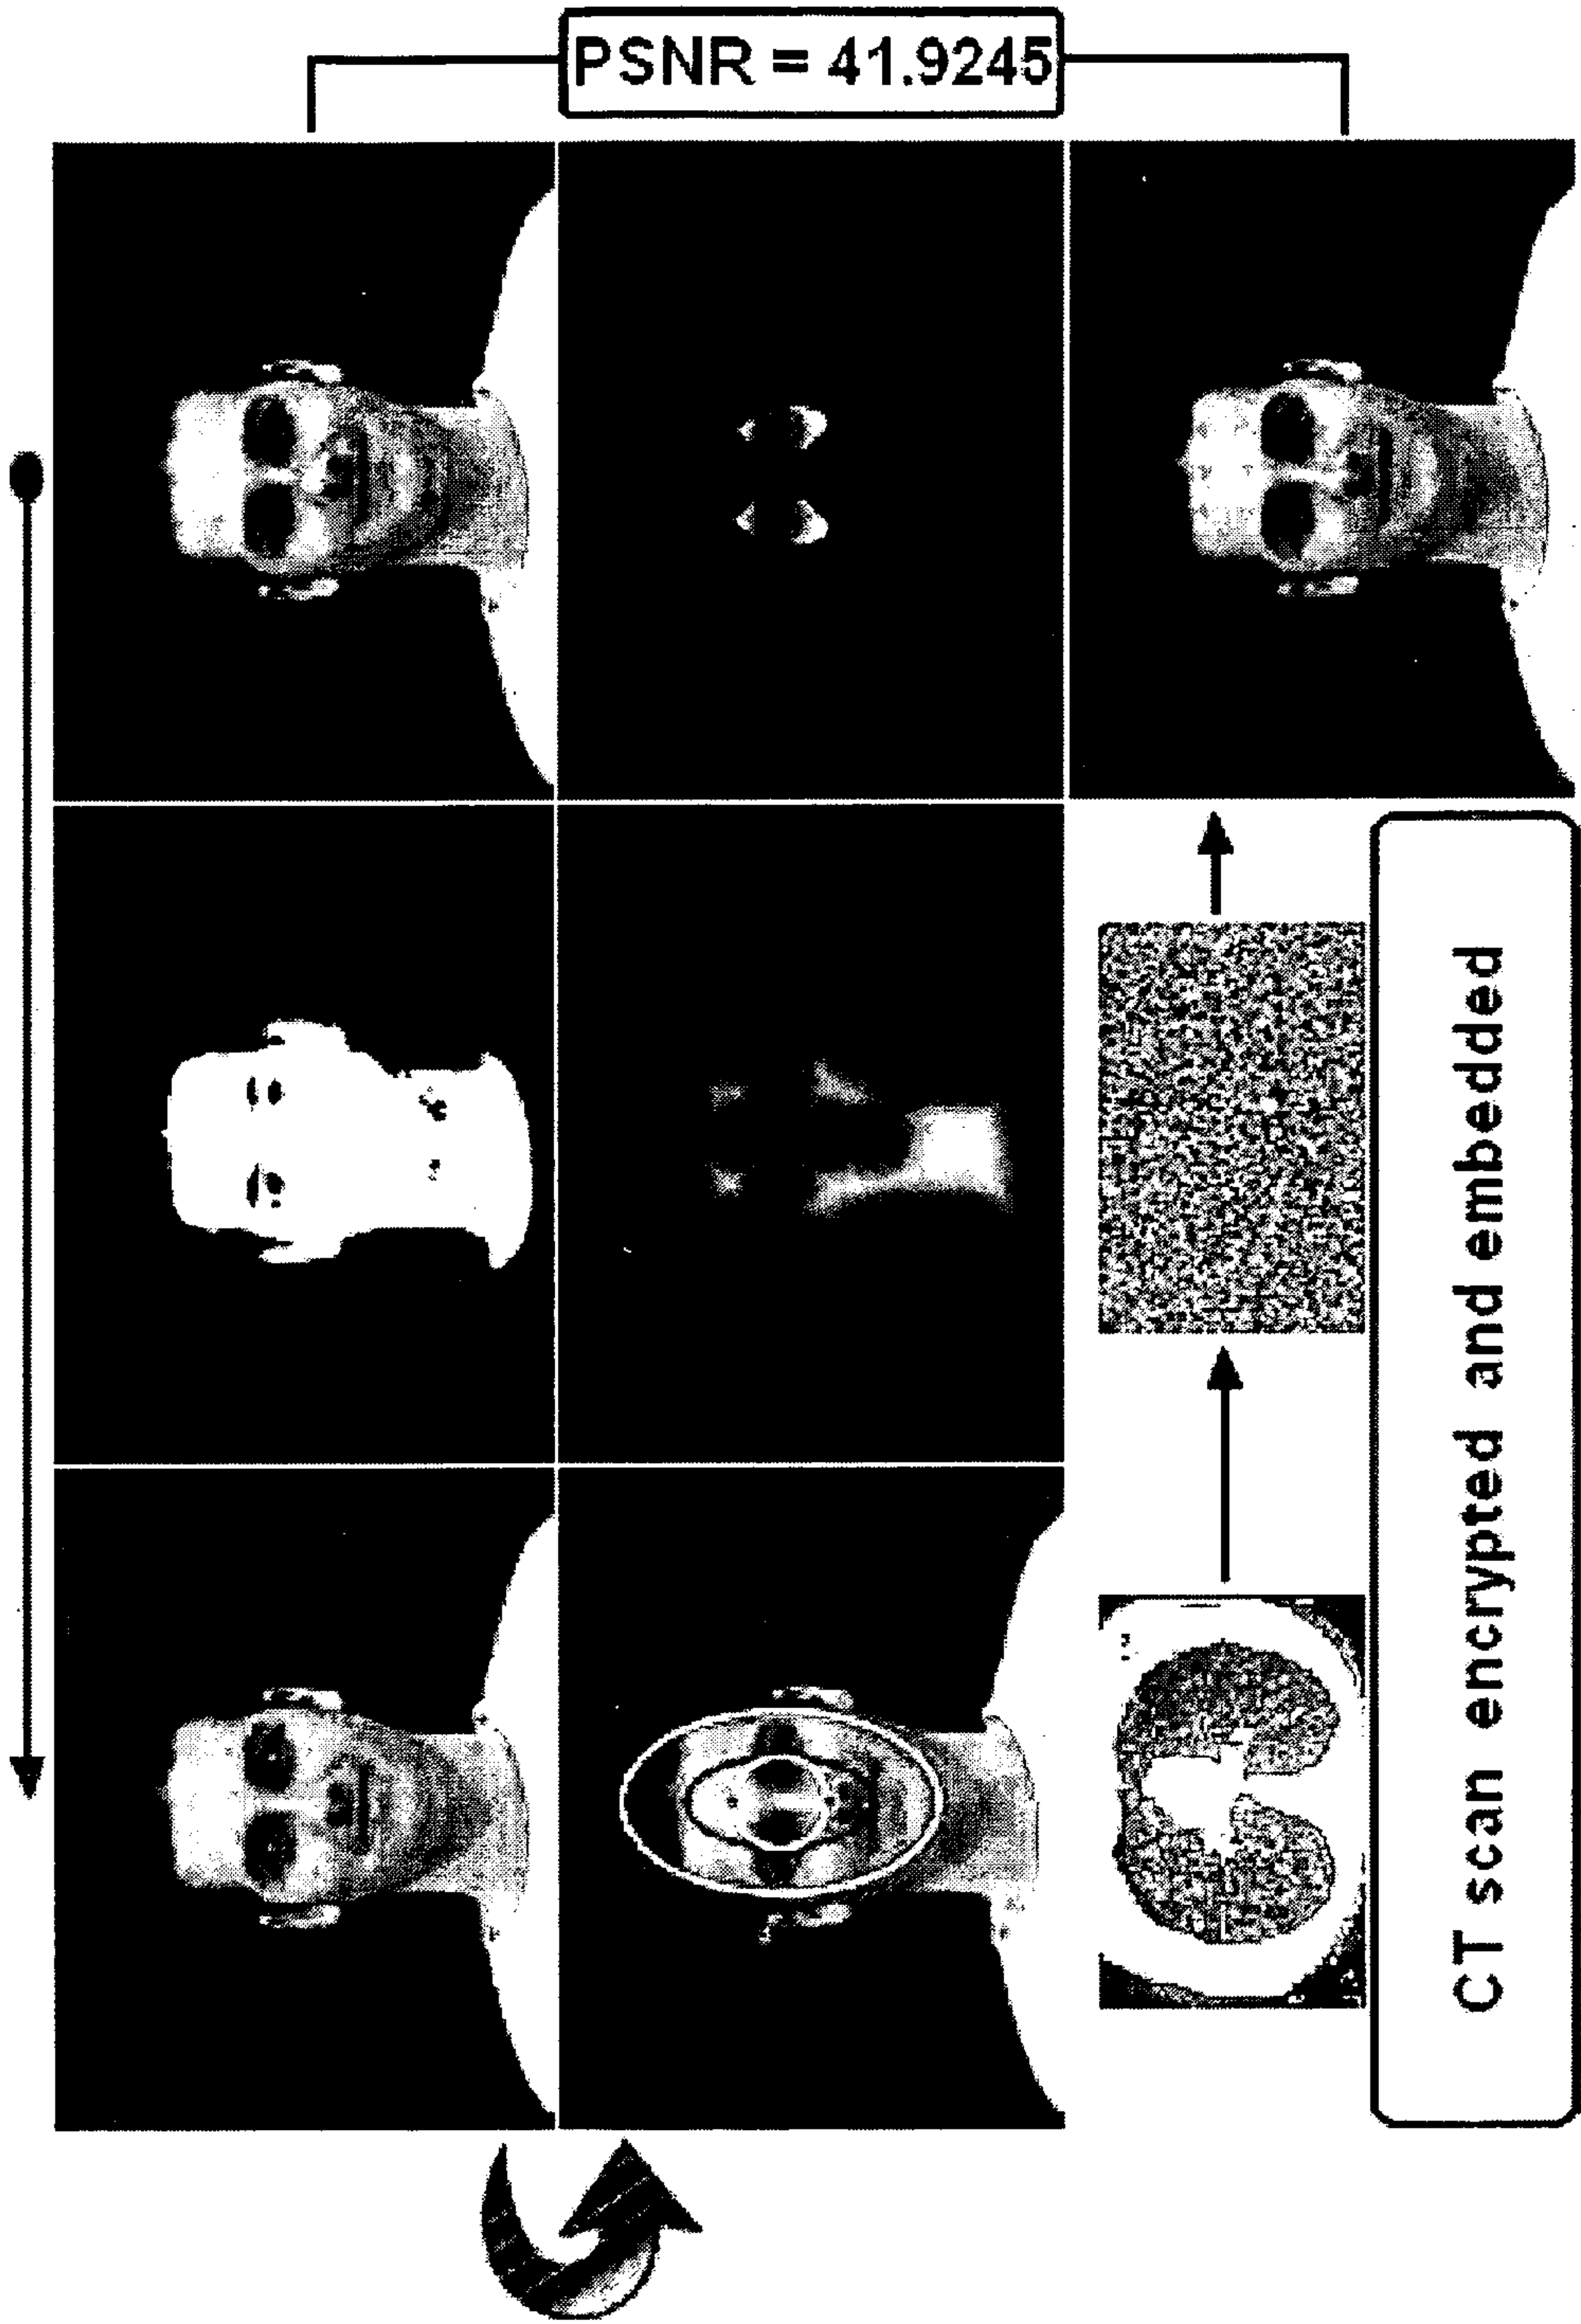 PSNR = 41.9245
CT scan encrypted and embedded